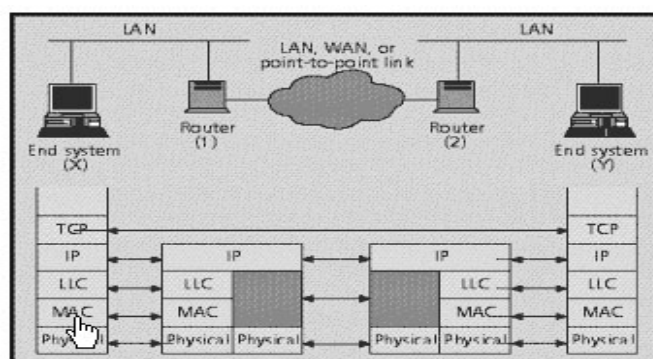 LAN
LAN
LAN, WAN, or
point-to-point link
Router
(1)
Router
(2)
End system
(X)
End system
(Y)
TCP
TCP
IP
IP
IP
IP
LLC
LLC
LLC
LLC
MAC
MAC
MAC
MAC
Physical
Physical
Physical
Physical
Physical
Physical